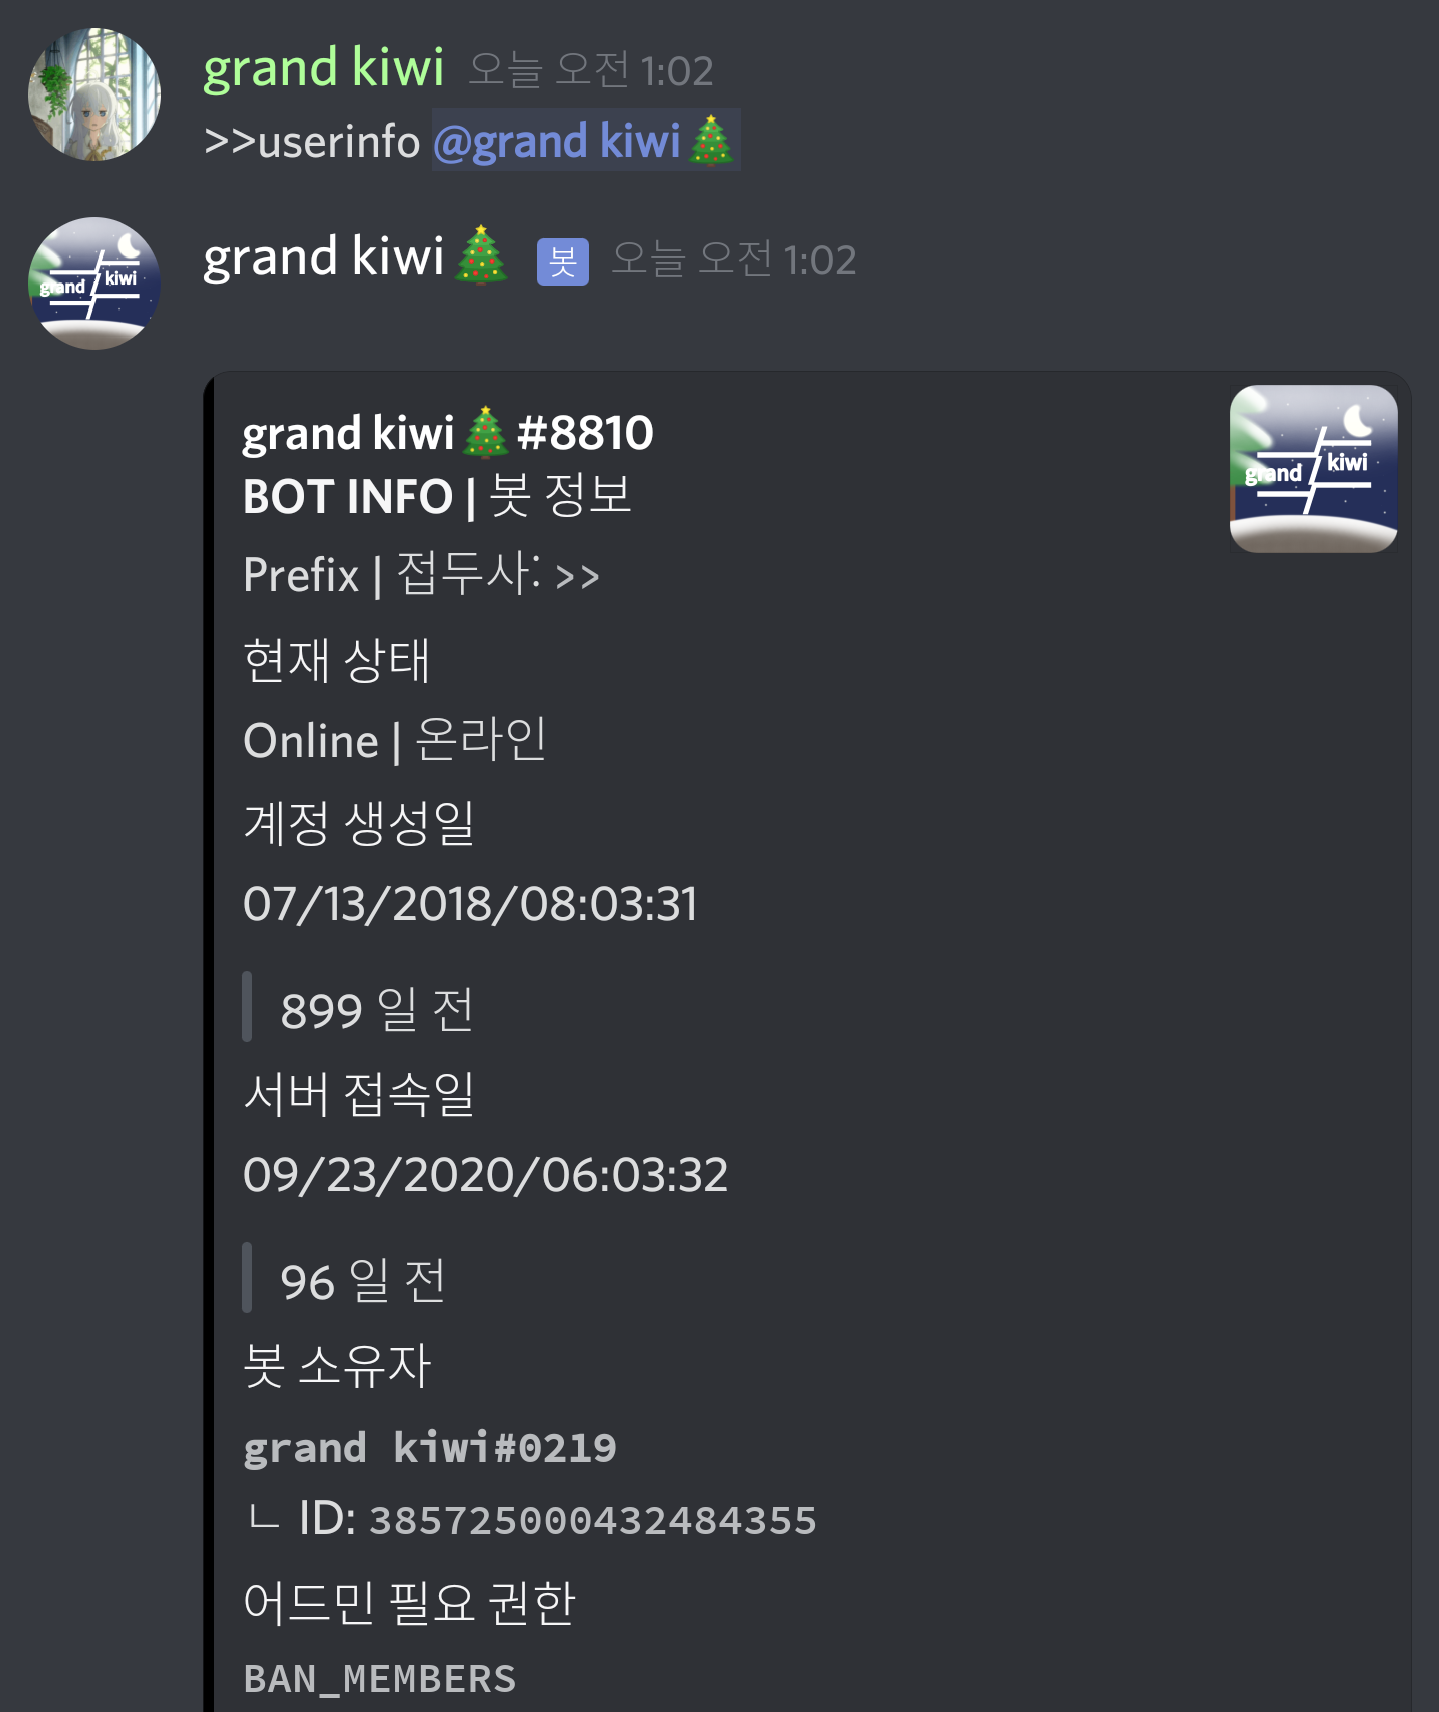 grand kiwi 오늘 오전 1:02
>>userinfo @grand kiwi🎄
grand kiwi🎄 봇 오늘 오전 1:02
grand kiwi
grand kiwi🎄#8810
BOT INFO | 봇 정보
grand kiwi
Prefix | 접두사: >>
현재 상태
Online | 온라인
계정 생성일
07/13/2018/08:03:31
899 일 전
서버 접속일
09/23/2020/06:03:32
96 일 전
봇 소유자
grand kiwi#0219
ㄴ ID: 385725000432484355
어드민 필요 권한
BAN_MEMBERS